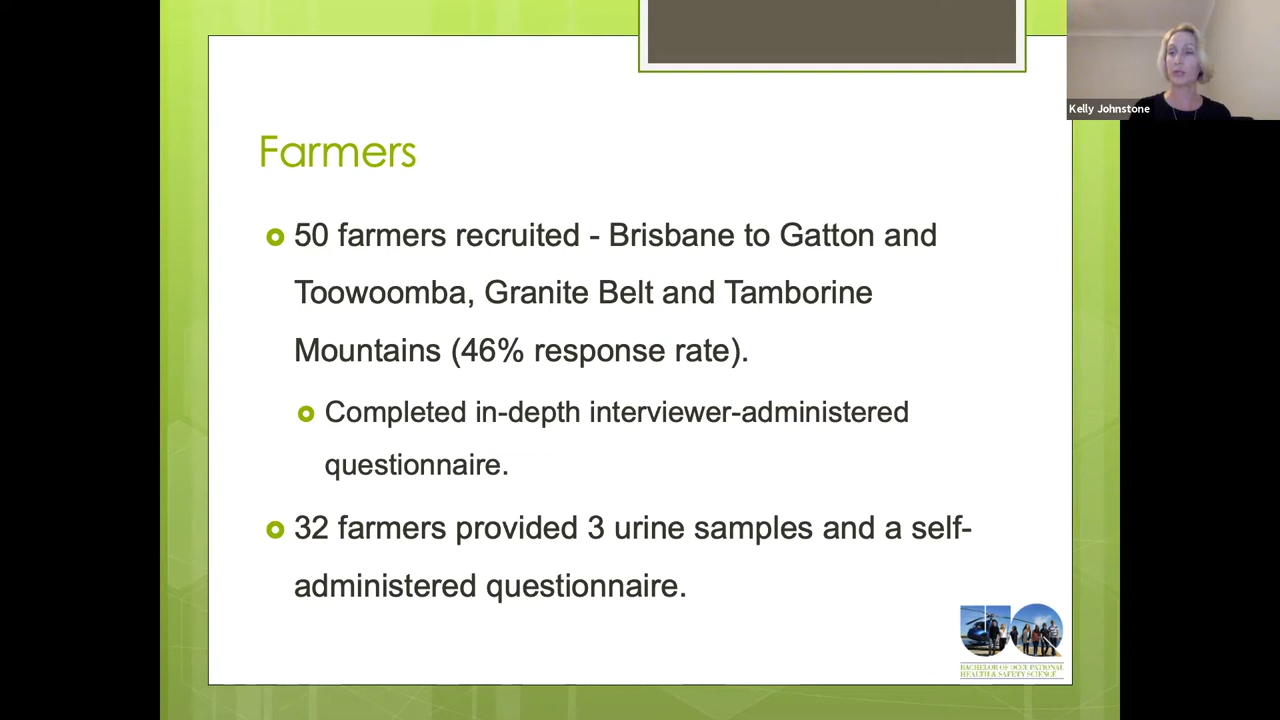 Kelly Johnstone
Farmers
50 farmers recruited - Brisbane to Gatton and
Toowoomba, Granite Belt and Tamborine
Mountains (46% response rate).
Completed in-depth interviewer-administered
questionnaire.
32 farmers provided 3 urine samples and a self-
administered questionnaire.
UQ
BACHELOR OF OCCUPATIONAL
HEALTH & SAFETY SCIENCE